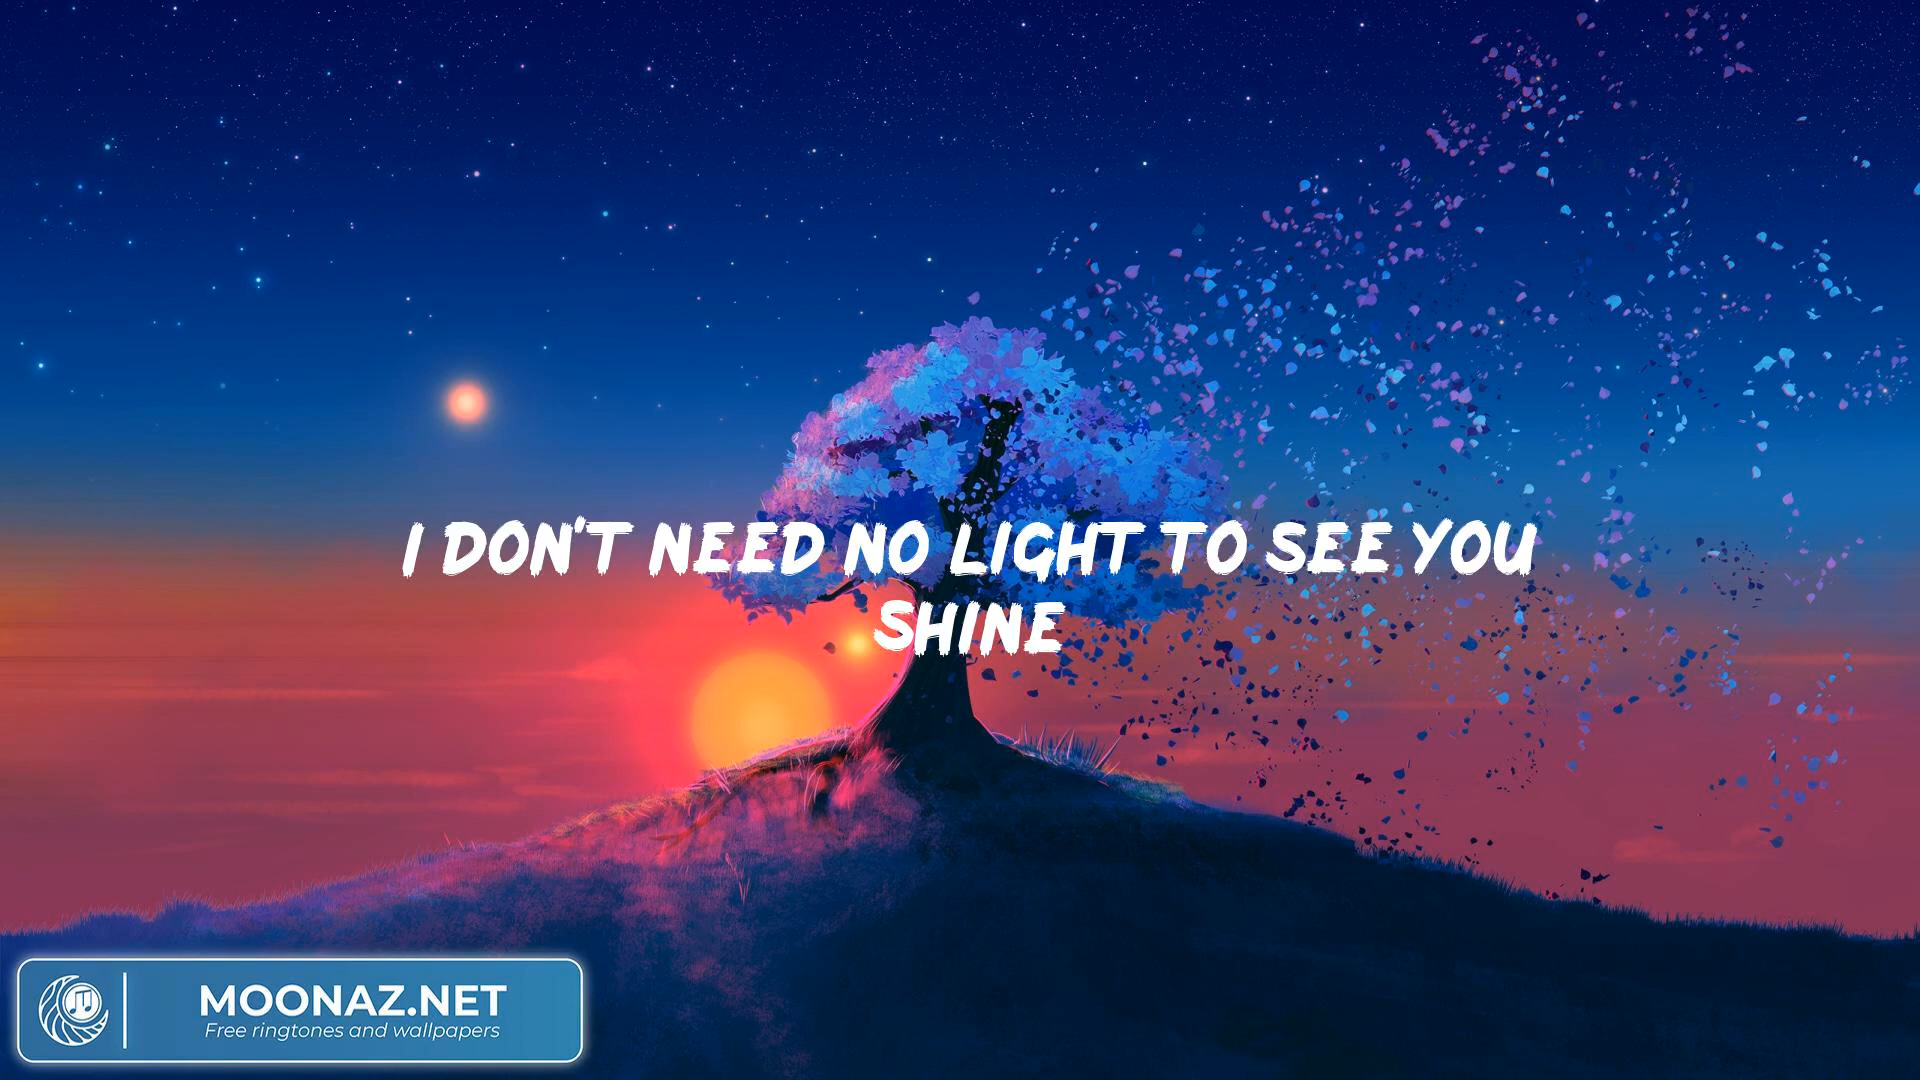 I DON'T NEED NO LIGHT TO SEE YOU
SHINE
MOONAZ.NET
Free ringtones and wallpapers